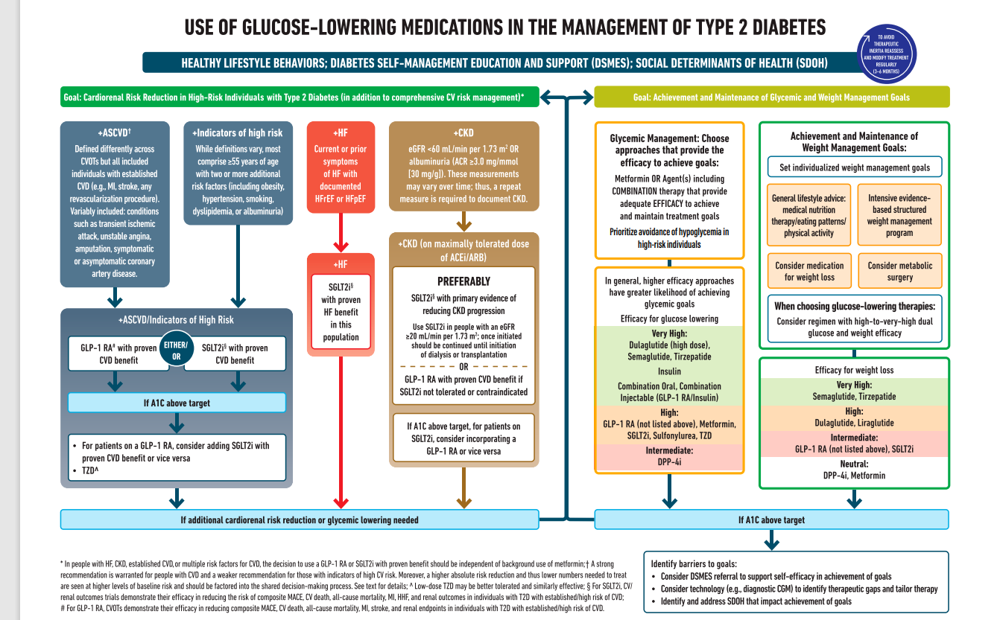 USE OF GLUCOSE-LOWERING MEDICATIONS IN THE MANAGEMENT OF TYPE 2 DIABETES
TO AVOID
THERAPEUTIC
INERTIA REASSESS
AND MODIFY TREATMENT
REGULARLY
(3–6 MONTHS)
HEALTHY LIFESTYLE BEHAVIORS; DIABETES SELF-MANAGEMENT EDUCATION AND SUPPORT (DSMES); SOCIAL DETERMINANTS OF HEALTH (SDOH)
Goal: Cardiorenal Risk Reduction in High-Risk Individuals with Type 2 Diabetes (in addition to comprehensive CV risk management)*
+ASCVD†
Defined differently across
CVOTs but all included
individuals with established
CVD (e.g., MI, stroke, any
revascularization procedure).
Variably included: conditions
such as transient ischemic
attack, unstable angina,
amputation, symptomatic
or asymptomatic coronary
artery disease.
+Indicators of high risk
While definitions vary, most
comprise ≥55 years of age
with two or more additional
risk factors (including obesity,
hypertension, smoking,
dyslipidemia, or albuminuria)
+HF
Current or prior
symptoms
of HF with
documented
HFrEF or HFpEF
+CKD
eGFR <60 mL/min per 1.73 m² OR
albuminuria (ACR ≥3.0 mg/mmol
[30 mg/g]). These measurements
may vary over time; thus, a repeat
measure is required to document CKD.
+ASCVD/Indicators of High Risk
GLP-1 RA# with proven
CVD benefit
EITHER/
OR
SGLT2i§ with proven
CVD benefit
If A1C above target
• For patients on a GLP-1 RA, consider adding SGLT2i with
proven CVD benefit or vice versa
• TZD^
+HF
SGLT2i§
with proven
HF benefit
in this
population
+CKD (on maximally tolerated dose
of ACEi/ARB)
PREFERABLY
SGLT2i§ with primary evidence of
reducing CKD progression
Use SGLT2i in people with an eGFR
≥20 mL/min per 1.73 m²; once initiated
should be continued until initiation
of dialysis or transplantation
OR
GLP-1 RA with proven CVD benefit if
SGLT2i not tolerated or contraindicated
If A1C above target, for patients on
SGLT2i, consider incorporating a
GLP-1 RA or vice versa
If additional cardiorenal risk reduction or glycemic lowering needed
Goal: Achievement and Maintenance of Glycemic and Weight Management Goals
Glycemic Management: Choose
approaches that provide the
efficacy to achieve goals:
Metformin OR Agent(s) including
COMBINATION therapy that provide
adequate EFFICACY to achieve
and maintain treatment goals
Prioritize avoidance of hypoglycemia in
high-risk individuals
In general, higher efficacy approaches
have greater likelihood of achieving
glycemic goals
Efficacy for glucose lowering
Very High:
Dulaglutide (high dose),
Semaglutide, Tirzepatide
Insulin
Combination Oral, Combination
Injectable (GLP-1 RA/Insulin)
High:
GLP-1 RA (not listed above), Metformin,
SGLT2i, Sulfonylurea, TZD
Intermediate:
DPP-4i
Achievement and Maintenance of
Weight Management Goals:
Set individualized weight management goals
General lifestyle advice:
medical nutrition
therapy/eating patterns/
physical activity
Intensive evidence-
based structured
weight management
program
Consider medication
for weight loss
Consider metabolic
surgery
When choosing glucose-lowering therapies:
Consider regimen with high-to-very-high dual
glucose and weight efficacy
Efficacy for weight loss
Very High:
Semaglutide, Tirzepatide
High:
Dulaglutide, Liraglutide
Intermediate:
GLP-1 RA (not listed above), SGLT2i
Neutral:
DPP-4i, Metformin
If A1C above target
Identify barriers to goals:
• Consider DSMES referral to support self-efficacy in achievement of goals
• Consider technology (e.g., diagnostic CGM) to identify therapeutic gaps and tailor therapy
• Identify and address SDOH that impact achievement of goals
* In people with HF, CKD, established CVD, or multiple risk factors for CVD, the decision to use a GLP-1 RA or SGLT2i with proven benefit should be independent of background use of metformin; † A strong
recommendation is warranted for people with CVD and a weaker recommendation for those with indicators of high CV risk. Moreover, a higher absolute risk reduction and thus lower numbers needed to treat
are seen at higher levels of baseline risk and should be factored into the shared decision-making process. See text for details; ^ Low-dose TZD may be better tolerated and similarly effective; § For SGLT2i, CV/
renal outcomes trials demonstrate their efficacy in reducing the risk of composite MACE, CV death, all-cause mortality, MI, HHF, and renal outcomes in individuals with T2D with established/high risk of CVD;
# For GLP-1 RA, CVOTs demonstrate their efficacy in reducing composite MACE, CV death, all-cause mortality, MI, stroke, and renal endpoints in individuals with T2D with established/high risk of CVD.